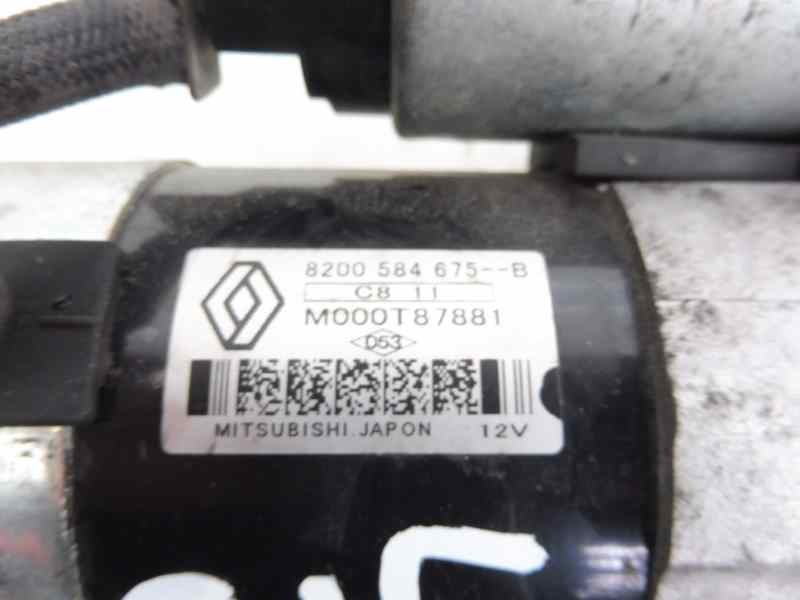 8200 584 675--B
C8 11
M000T87881
D53
MITSUBISHI.JAPON 12V